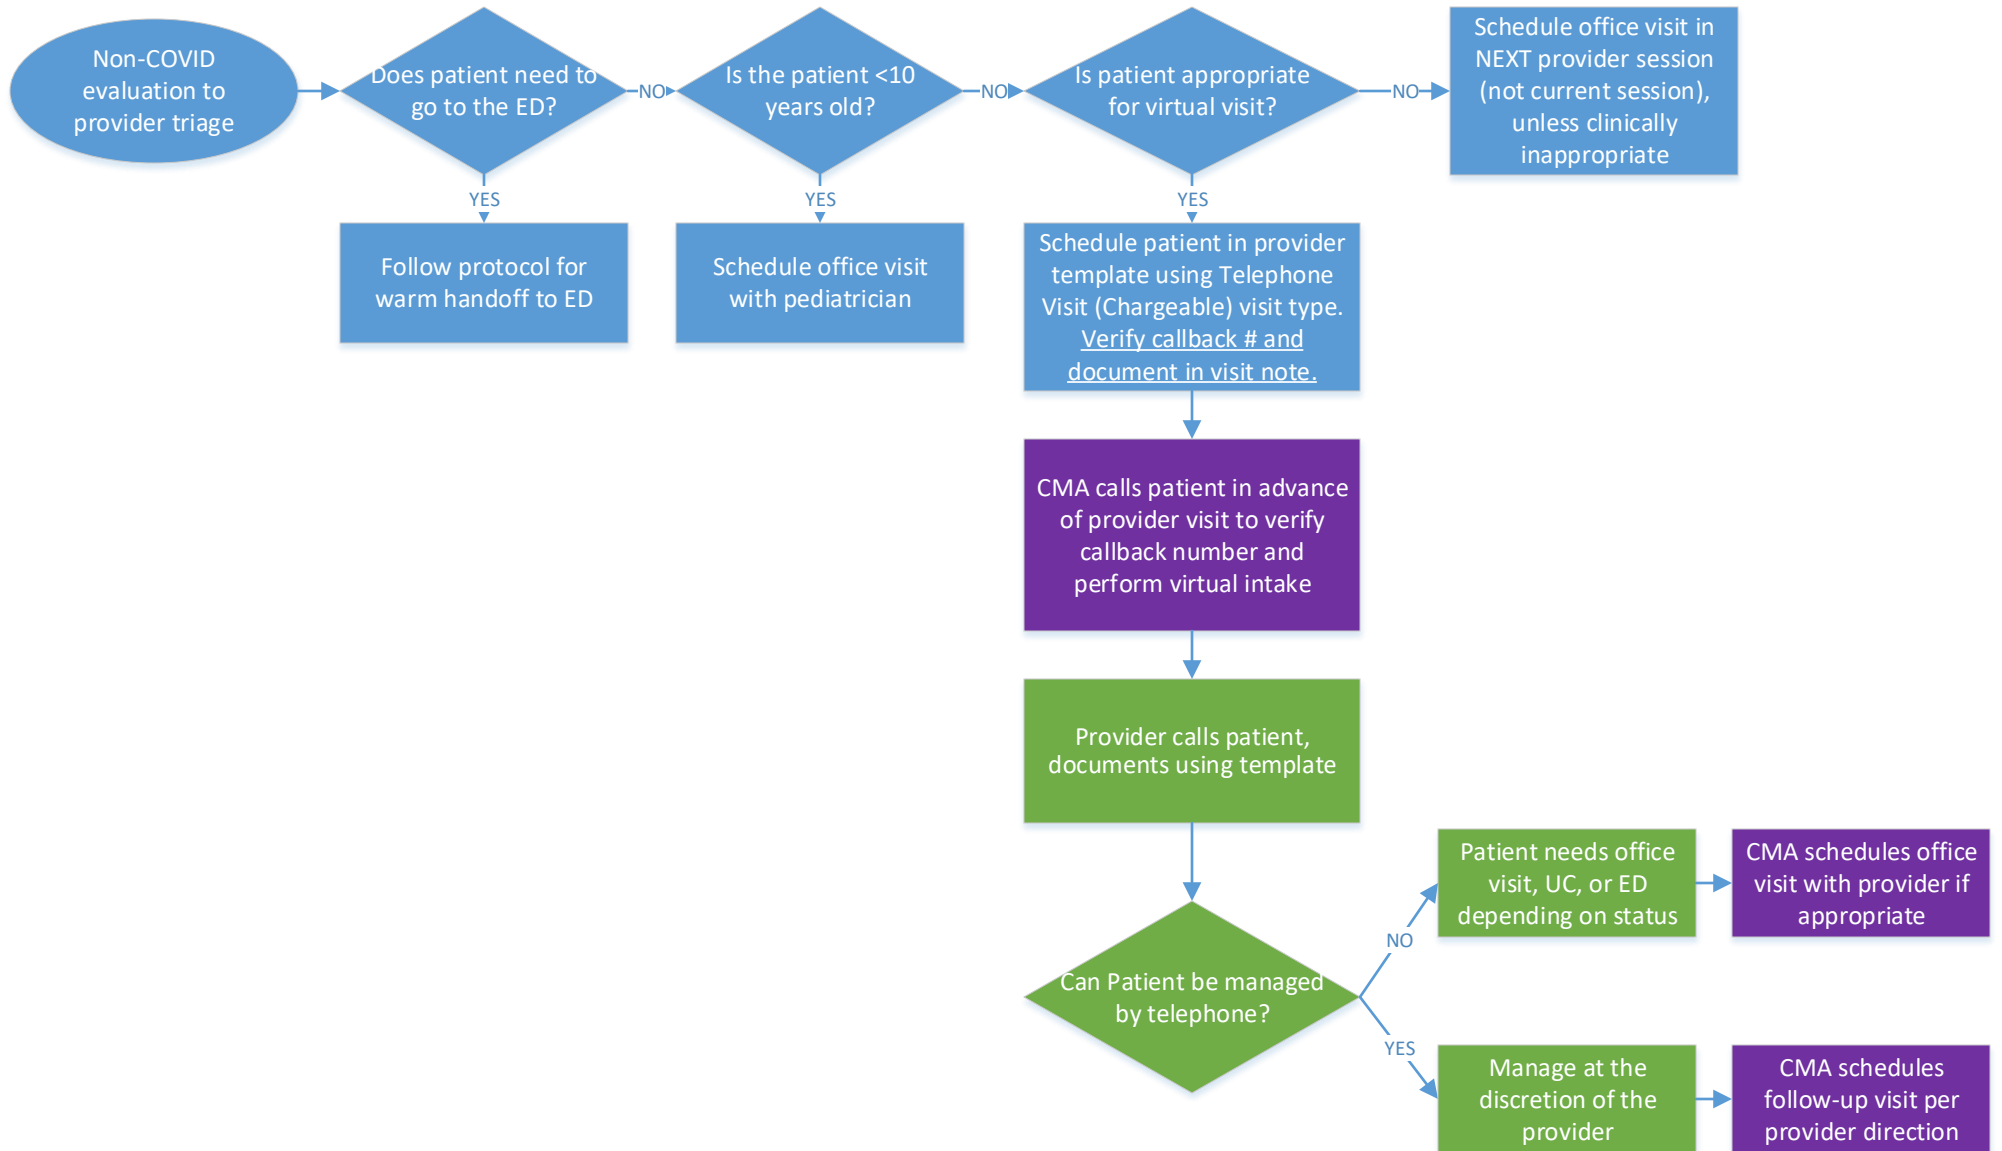 Non-COVID
evaluation to
provider triage
Does patient need to
go to the ED?
NO
Is the patient <10
years old?
NO
Is patient appropriate
for virtual visit?
NO
Schedule office visit in
NEXT provider session
(not current session),
unless clinically
inappropriate
YES
YES
YES
Follow protocol for
warm handoff to ED
Schedule office visit
with pediatrician
Schedule patient in provider
template using Telephone
Visit (Chargeable) visit type.
Verify callback # and
document in visit note.
CMA calls patient in advance
of provider visit to verify
callback number and
perform virtual intake
Provider calls patient,
documents using template
Can Patient be managed
by telephone?
NO
Patient needs office
visit, UC, or ED
depending on status
CMA schedules office
visit with provider if
appropriate
YES
Manage at the
discretion of the
provider
CMA schedules
follow-up visit per
provider direction